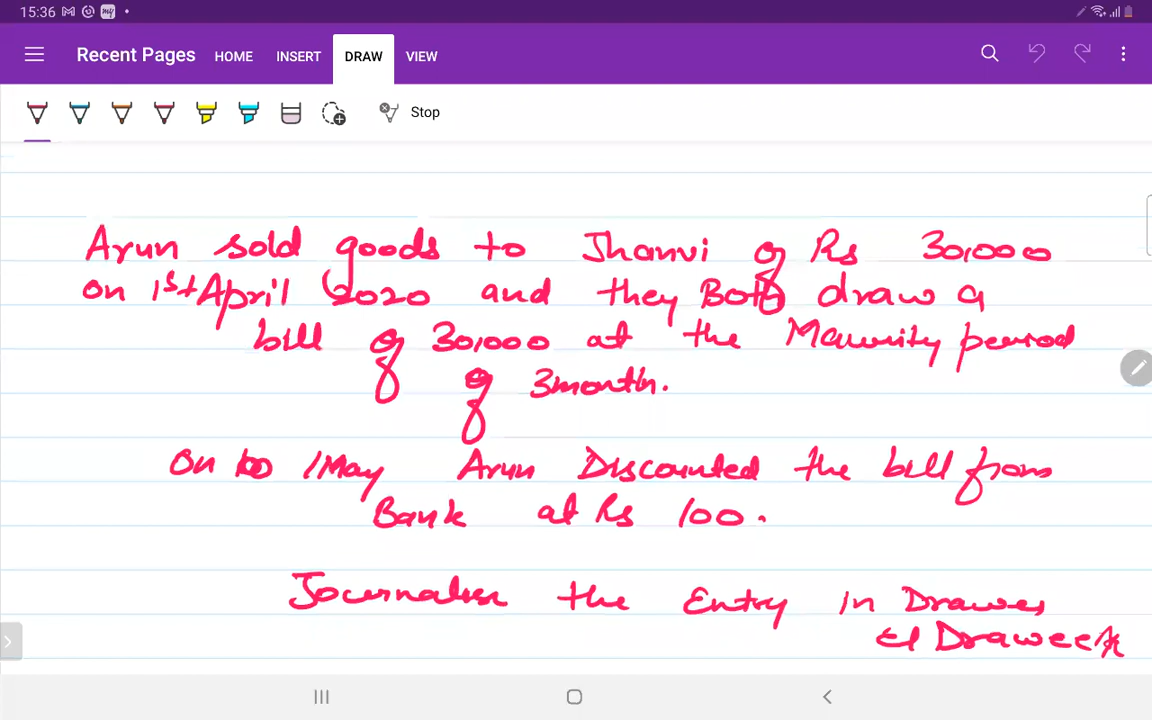 15:36
Recent Pages HOME INSERT DRAW VIEW
Stop
Arun sold goods to Jhanvi of Rs 30,000
on 1st April 2020 and they Both draw a
bill of 30,000 at the Maturity period
of 3month.
on 1 May Arun Discounted the bill from
Bank at Rs 100.
Journalise the Entry in Drawer
& Drawee